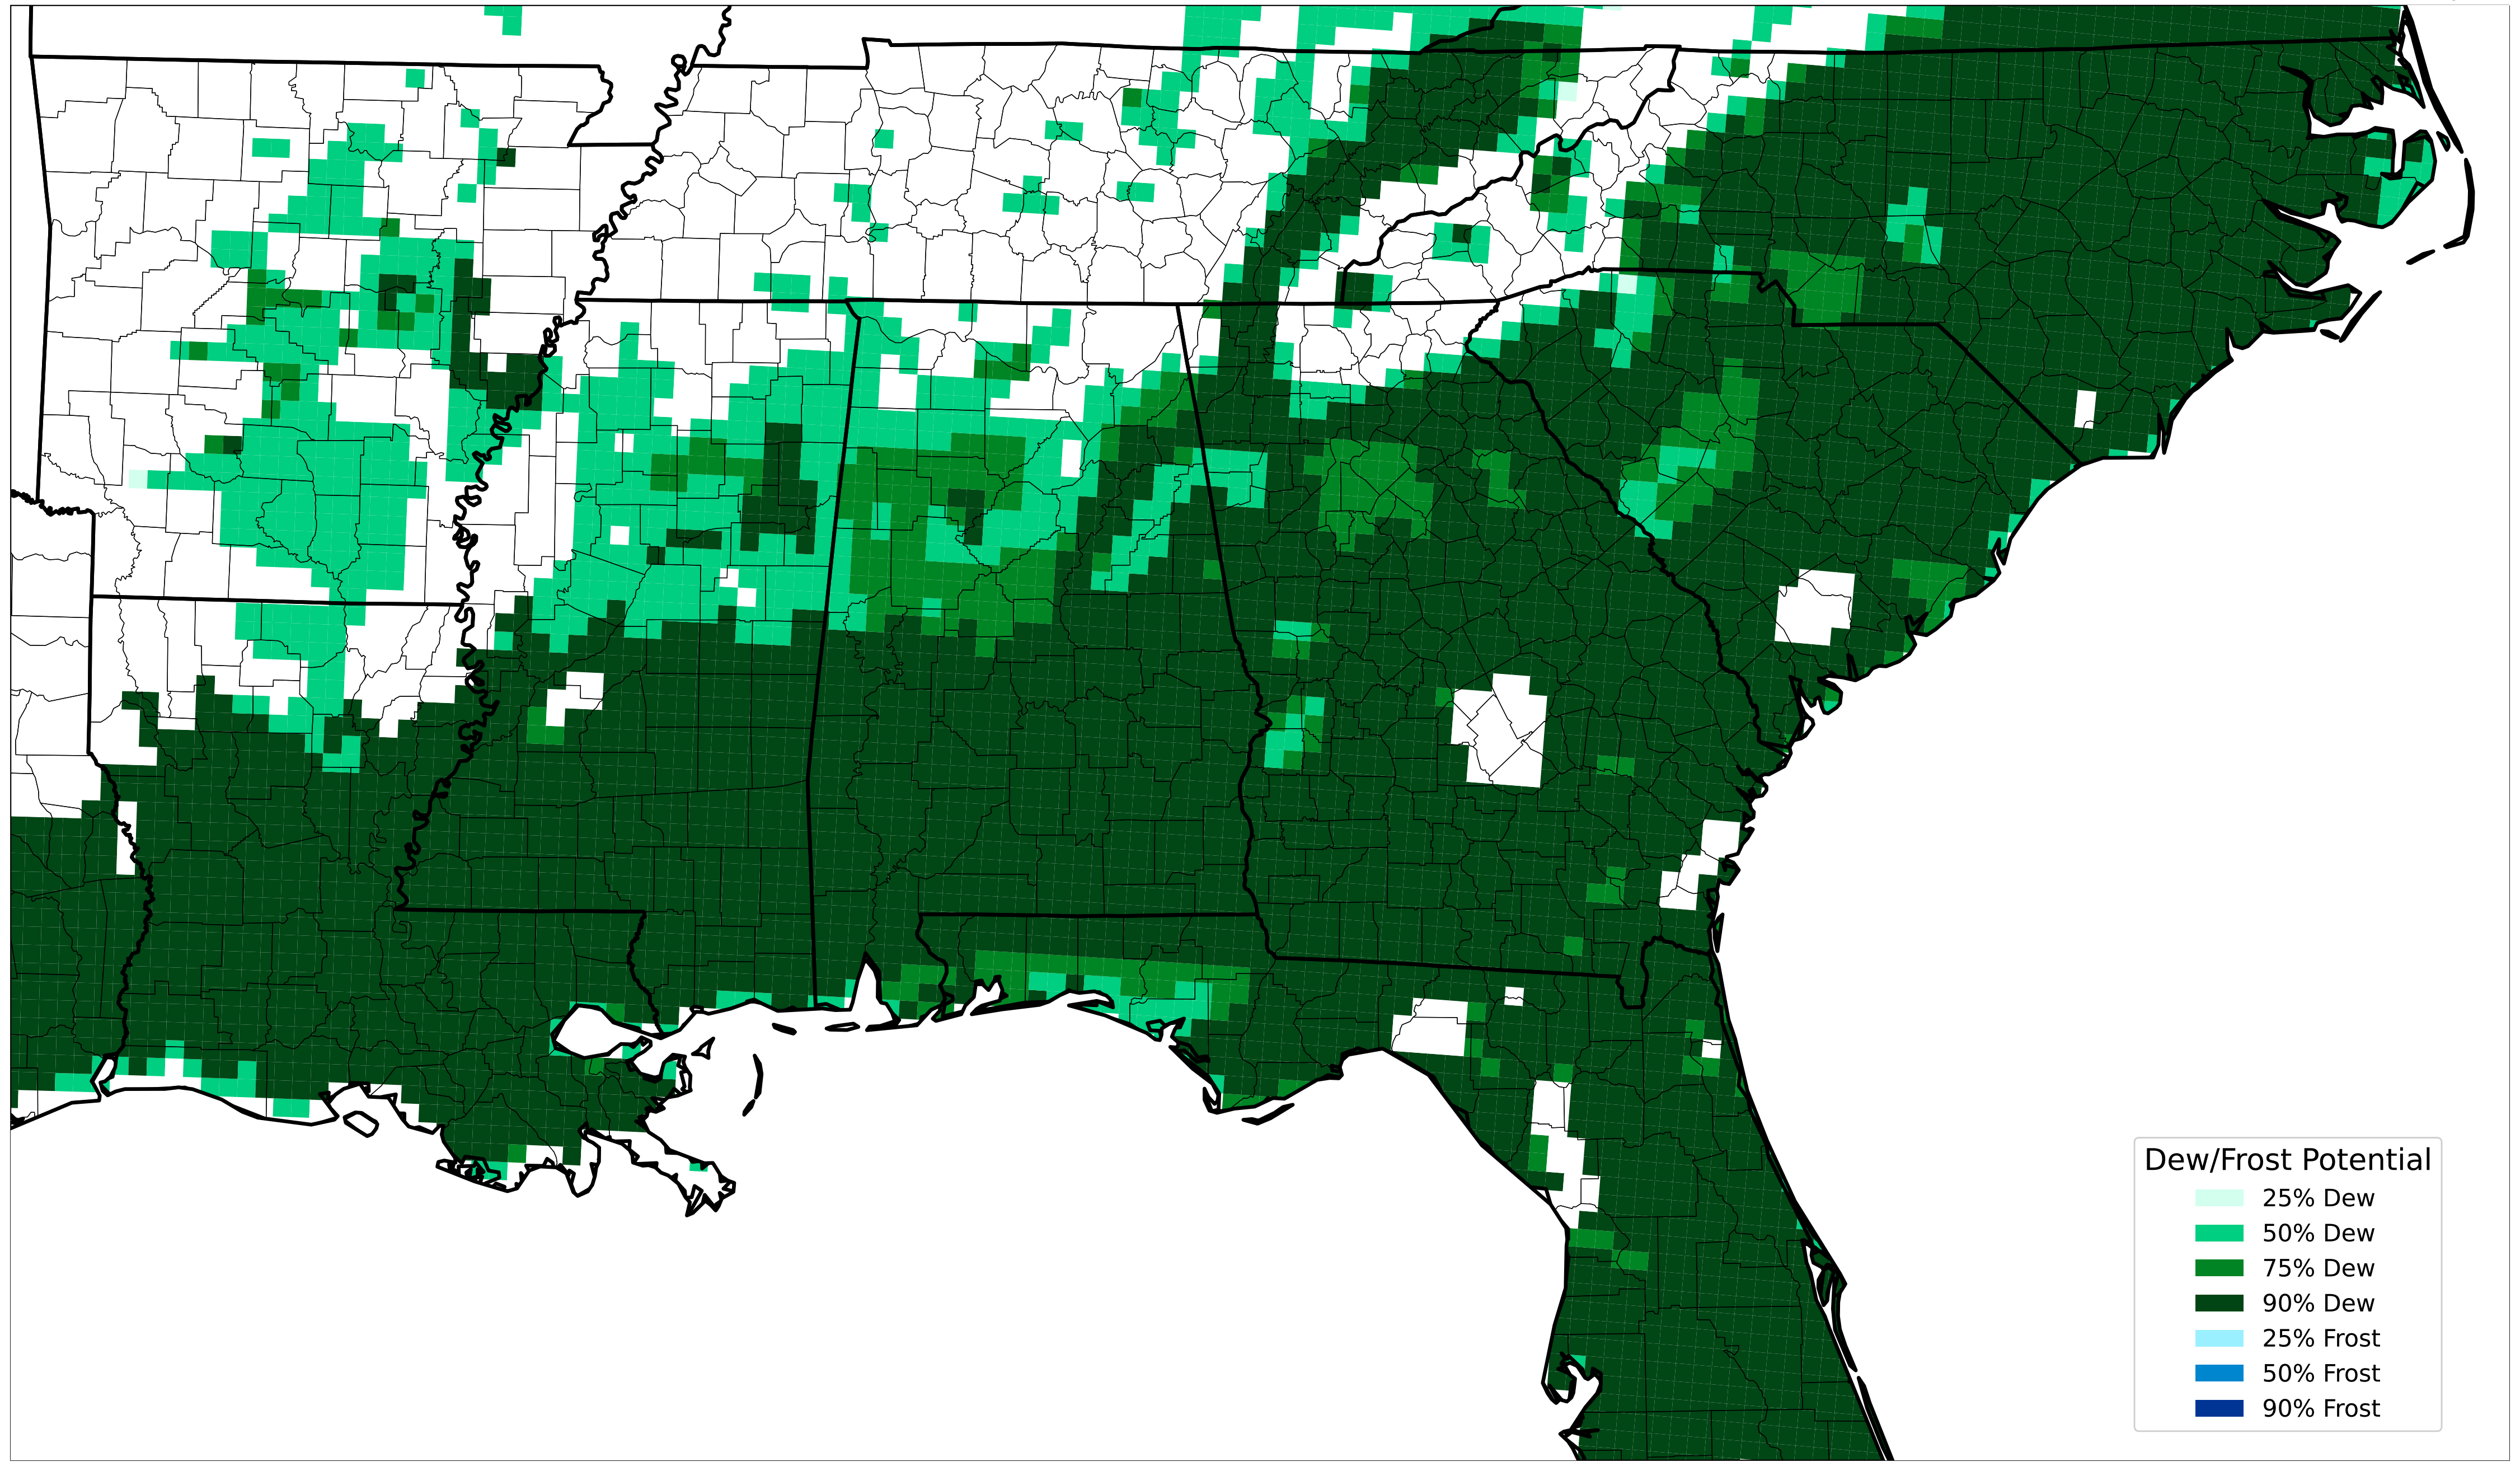 Dew/Frost Potential
25% Dew
50% Dew
75% Dew
90% Dew
25% Frost
50% Frost
90% Frost